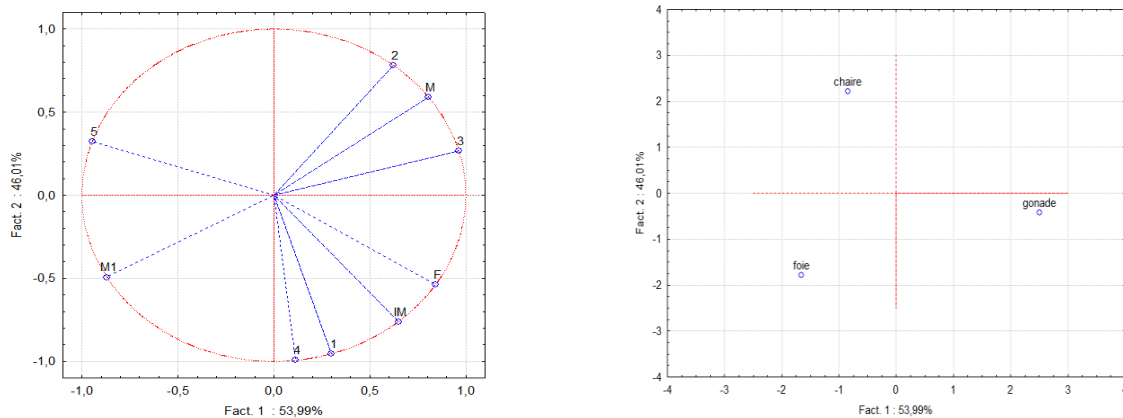 1,0
0,5
0,0
-0,5
-1,0
Fact. 2 : 46,01%
2
M
3
5
M1
F
IM
1
4
-1,0 -0,5 0,0 0,5 1,0
Fact. 1 : 53,99%
4
3
2
1
0
-1
-2
-3
-4
Fact. 2 : 46,01%
chaire
gonade
foie
-4 -3 -2 -1 0 1 2 3 4
Fact. 1 : 53,99%